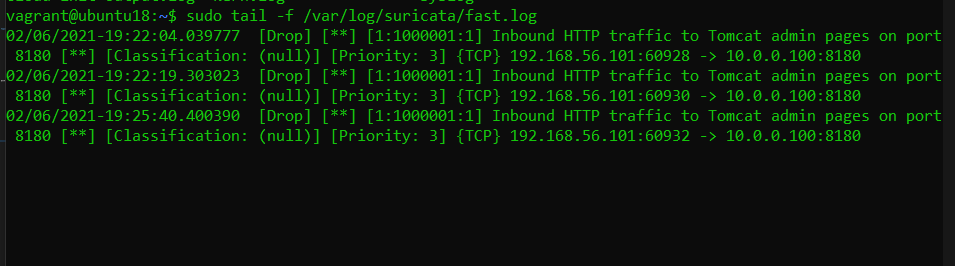 vagrant@ubuntu18:~$ sudo tail -f /var/log/suricata/fast.log
02/06/2021-19:22:04.039777  [Drop] [**] [1:1000001:1] Inbound HTTP traffic to Tomcat admin pages on port
 8180 [**] [Classification: (null)] [Priority: 3] {TCP} 192.168.56.101:60928 -> 10.0.0.100:8180
02/06/2021-19:22:19.303023  [Drop] [**] [1:1000001:1] Inbound HTTP traffic to Tomcat admin pages on port
 8180 [**] [Classification: (null)] [Priority: 3] {TCP} 192.168.56.101:60930 -> 10.0.0.100:8180
02/06/2021-19:25:40.400390  [Drop] [**] [1:1000001:1] Inbound HTTP traffic to Tomcat admin pages on port
 8180 [**] [Classification: (null)] [Priority: 3] {TCP} 192.168.56.101:60932 -> 10.0.0.100:8180